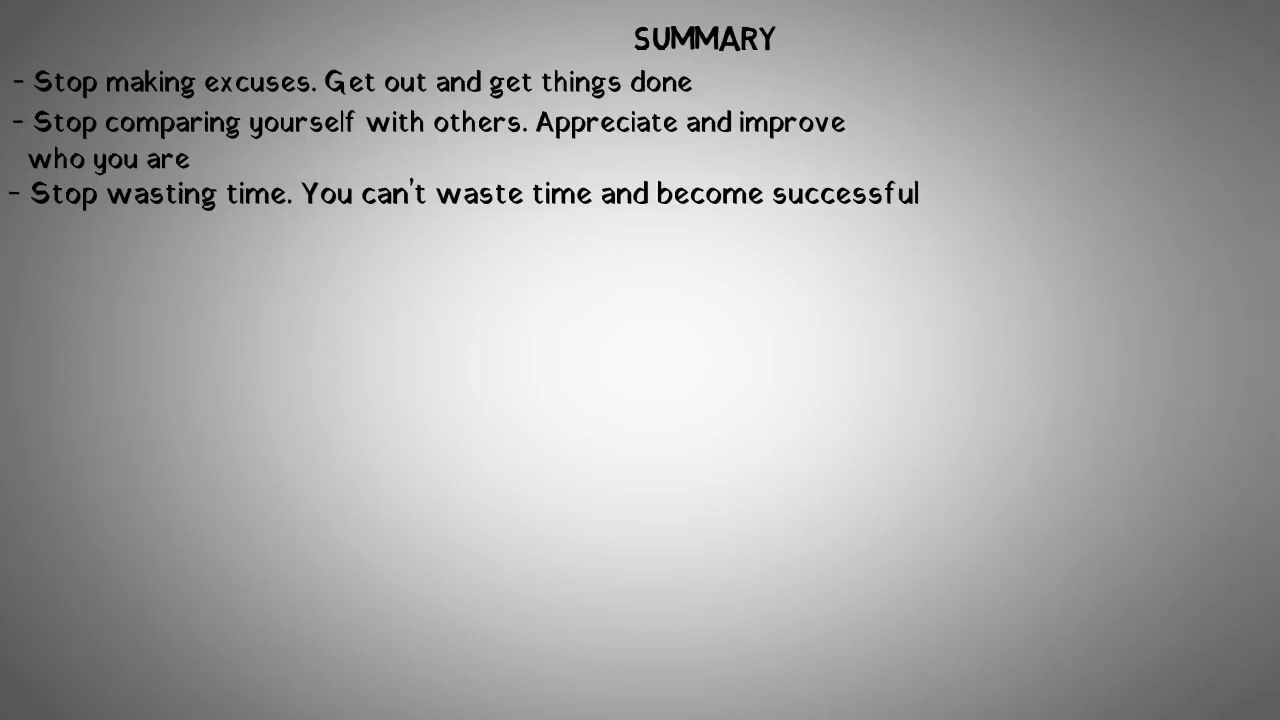 SUMMARY
- Stop making excuses. Get out and get things done
- Stop comparing yourself with others. Appreciate and improve
who you are
- Stop wasting time. You can't waste time and become successful